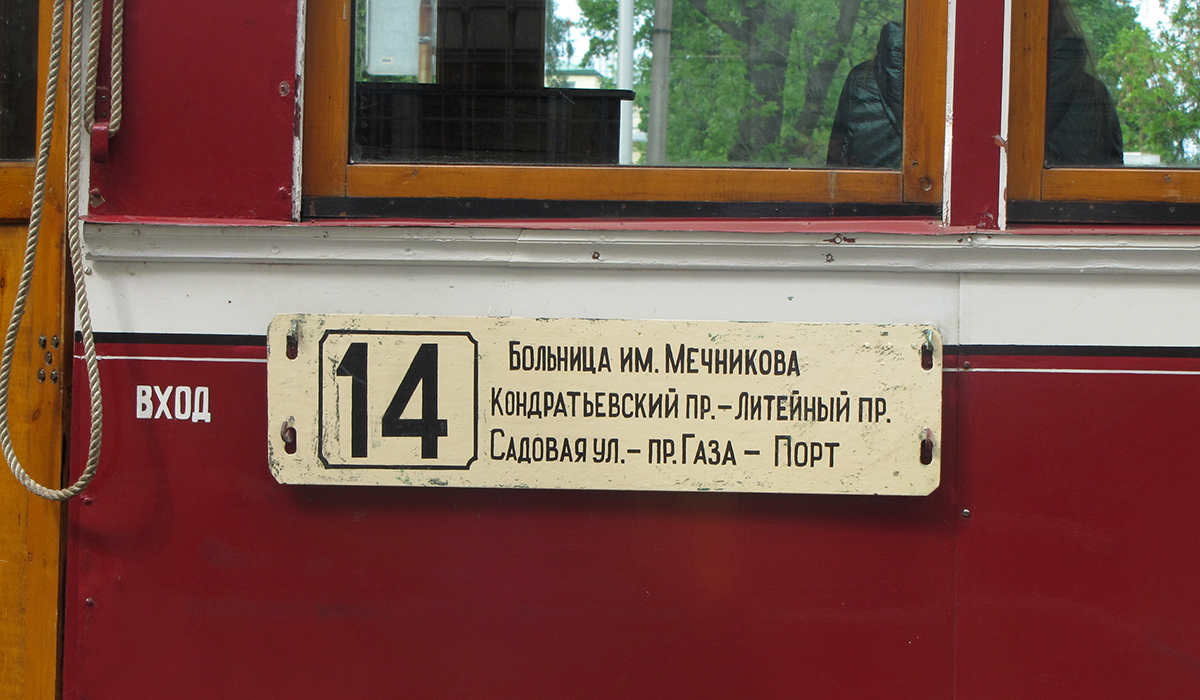 ВХОД
14
Больница им. Мечникова
Кондратьевский пр.–Литейный пр.
Садовая ул.– пр. Газа – Порт